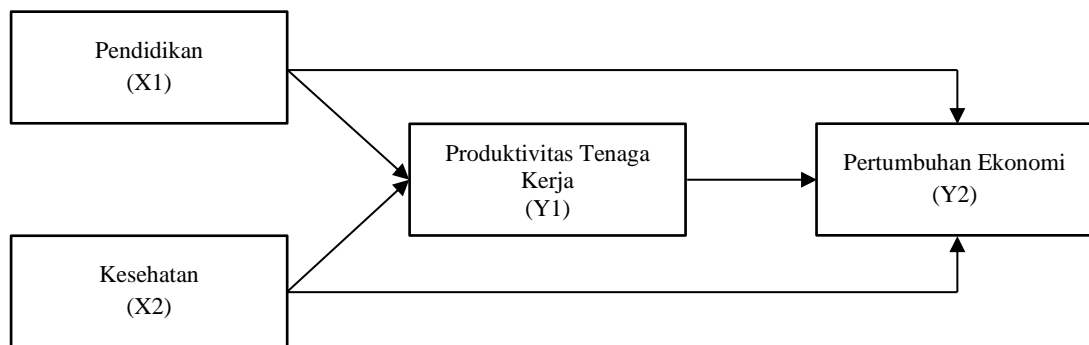 Pendidikan
(X1)
Produktivitas Tenaga
Kerja
(Y1)
Pertumbuhan Ekonomi
(Y2)
Kesehatan
(X2)